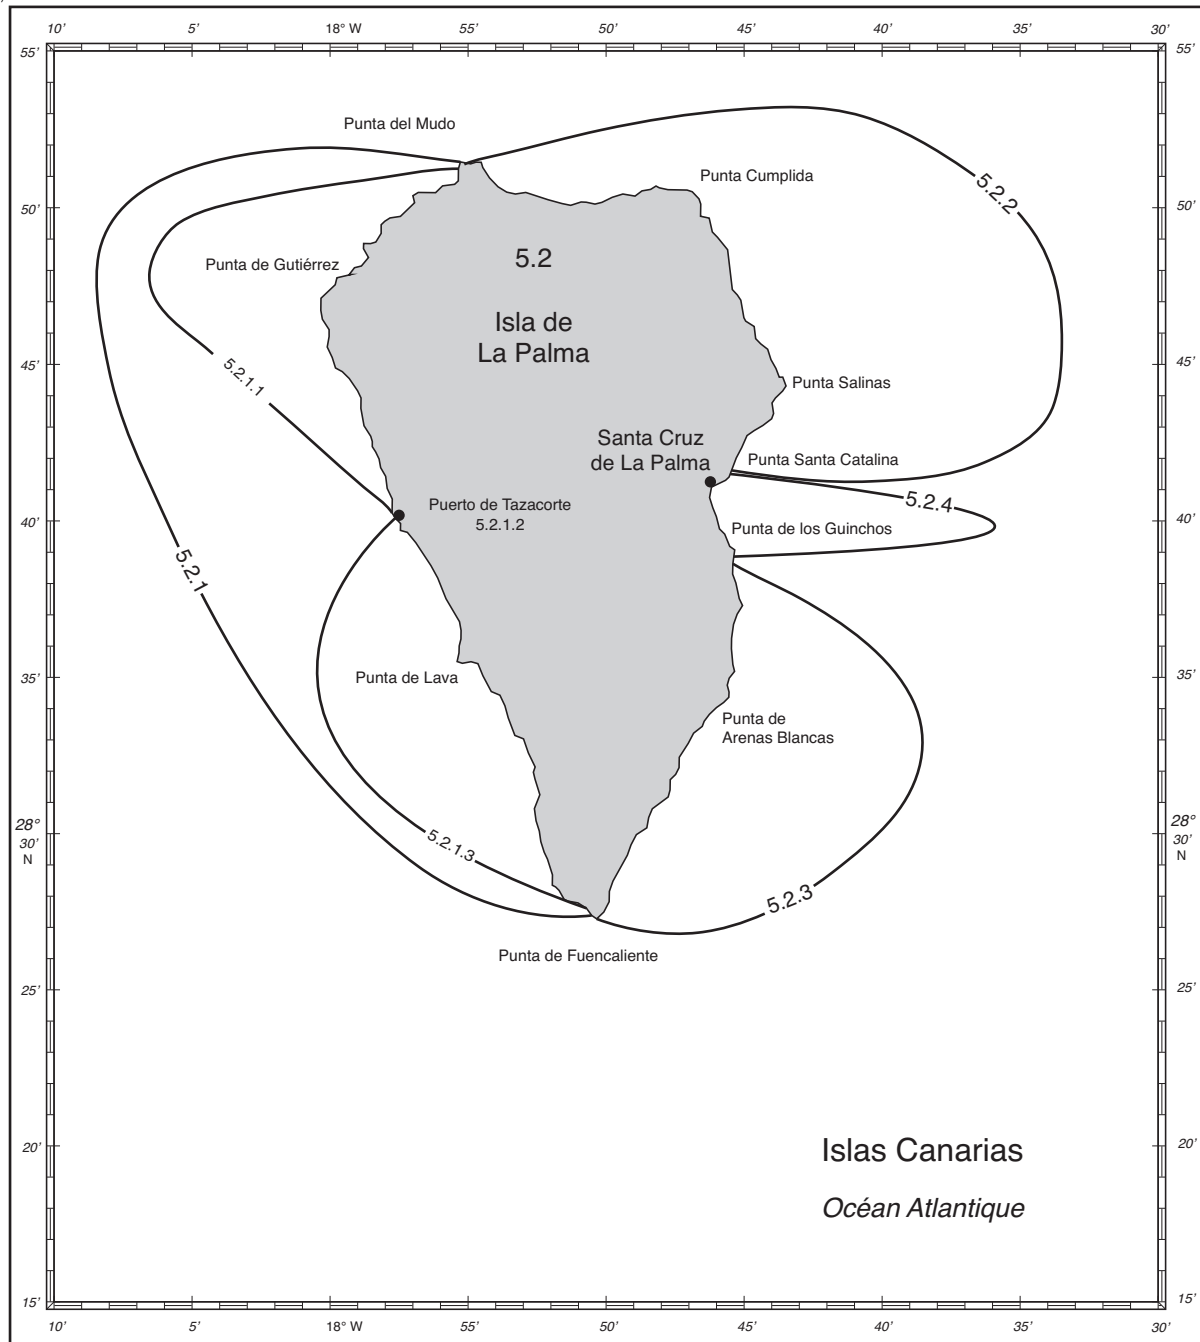 10’ 5’ 18° W 55’ 50’ 45’ 40’ 35’ 30’
55’ 55’
Punta del Mudo
Punta Cumplida
5.2.2
50’ 50’
5.2
Punta de Gutiérrez
Isla de
La Palma
45’ 45’
5.2.1.1
Punta Salinas
Santa Cruz
de La Palma
Punta Santa Catalina
5.2.4
Puerto de Tazacorte
5.2.1.2
40’ 40’
Punta de los Guinchos
5.2.1
35’ 35’
Punta de Lava
Punta de
Arenas Blancas
28° 28°
30’ 30’
N N
5.2.1.3
5.2.3
Punta de Fuencaliente
25’ 25’
20’ 20’
Islas Canarias
Océan Atlantique
15’ 15’
10’ 5’ 18° W 55’ 50’ 45’ 40’ 35’ 30’